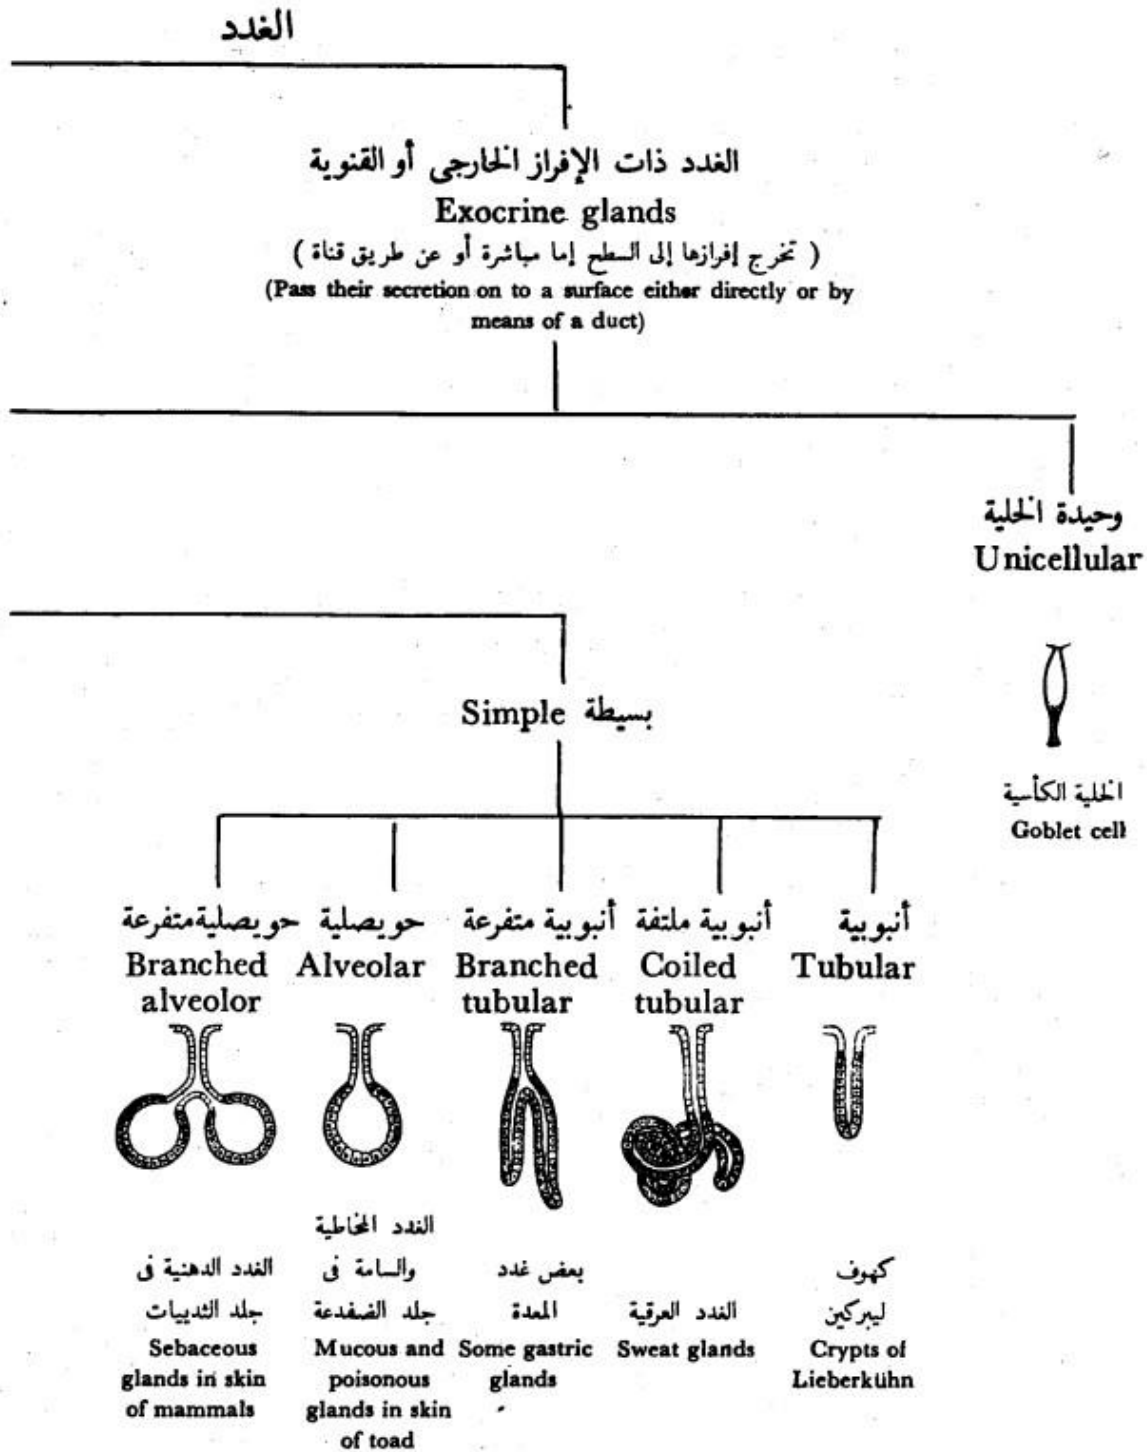 الغدد
الغدد ذات الإفراز الخارجى أو القنوية
Exocrine glands
( تخرج إفرازها إلى السطح إما مباشرة أو عن طريق قناة )
(Pass their secretion on to a surface either directly or by
means of a duct)
وحيدة الخلية
Unicellular
الخلية الكأسية
Goblet cell
بسيطة Simple
أنبوبية
Tubular
كهوف
ليبركين
Crypts of
Lieberkühn
أنبوبية ملتفة
Coiled
tubular
الغدد العرقية
Sweat glands
أنبوبية متفرعة
Branched
tubular
بعض غدد
المعدة
Some gastric
glands
حويصلية
Alveolar
الغدد المخاطية
والسامة فى
جلد الضفدعة
Mucous and
poisonous
glands in skin
of toad
حويصلية متفرعة
Branched
alveolor
الغدد الدهنية فى
جلد الثدييات
Sebaceous
glands in skin
of mammals